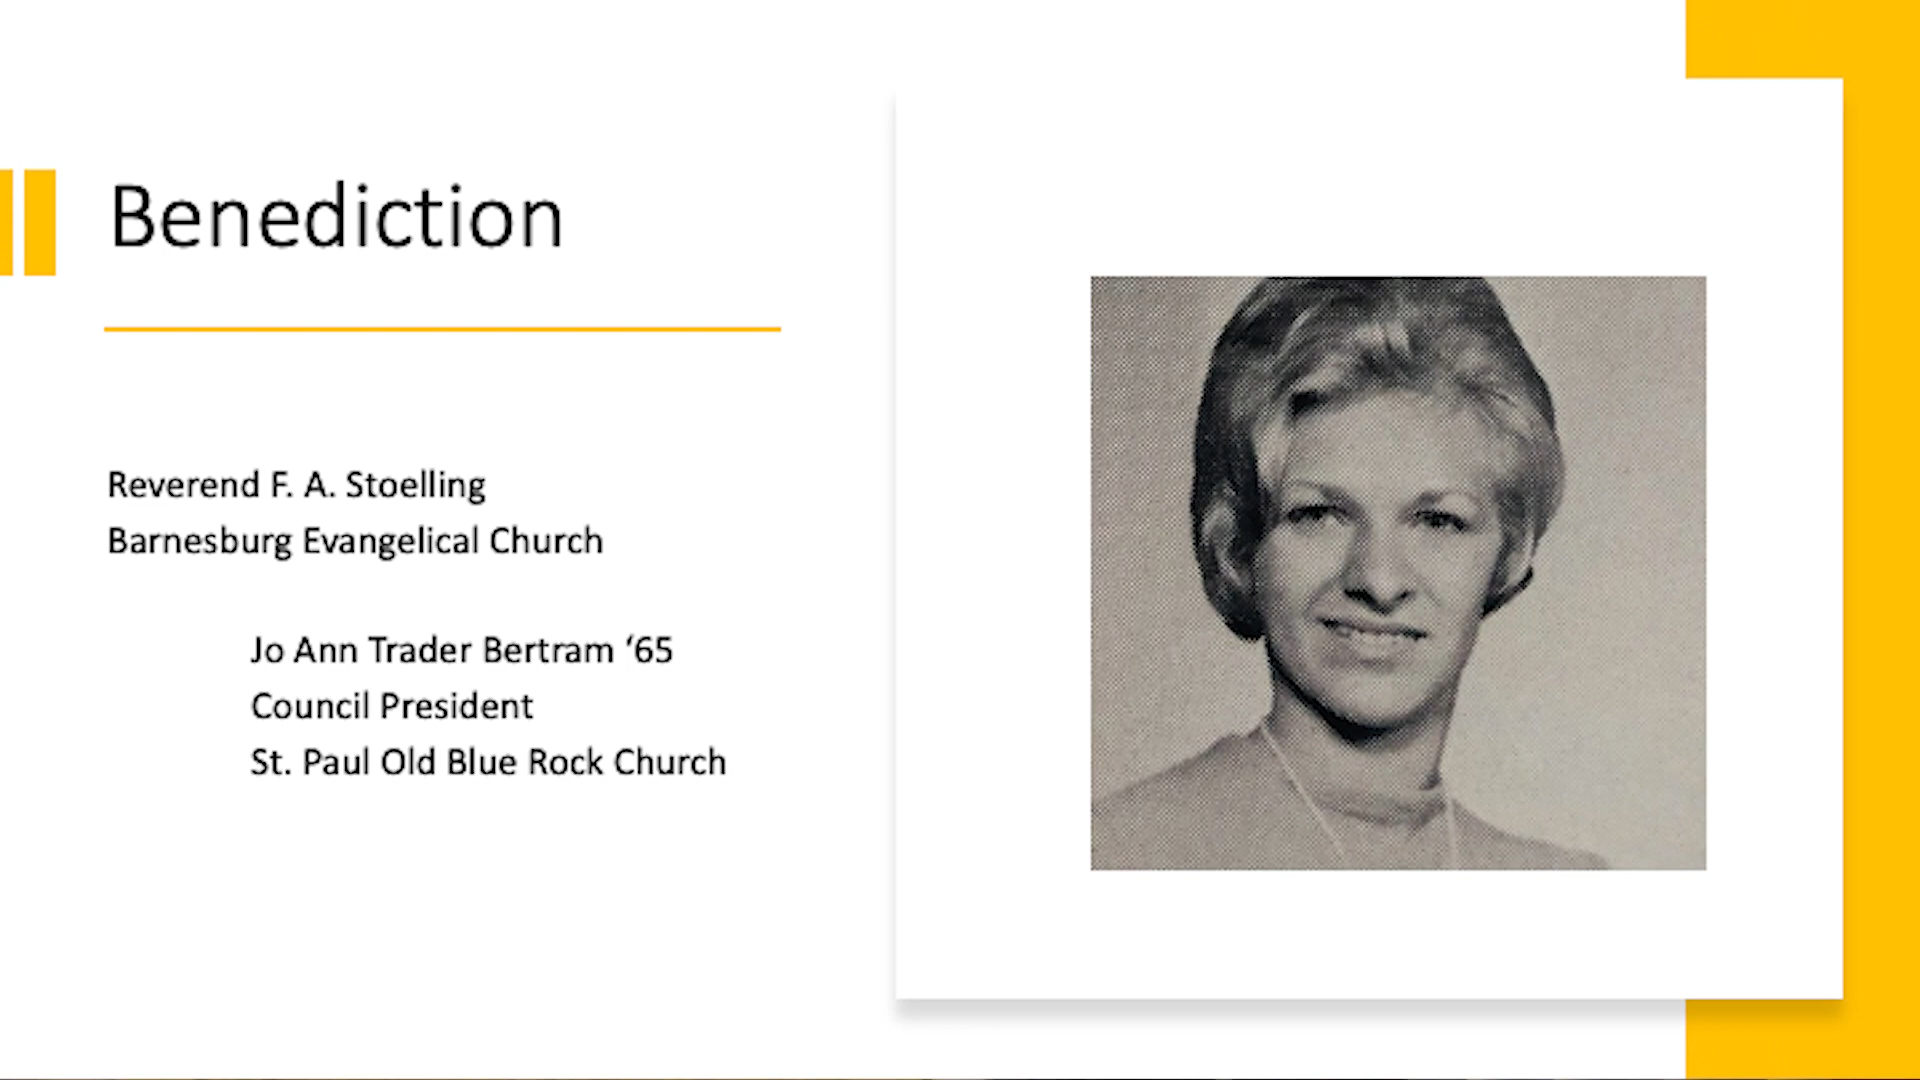 Benediction
Reverend F. A. Stoelling
Barnesburg Evangelical Church
Jo Ann Trader Bertram ‘65
Council President
St. Paul Old Blue Rock Church